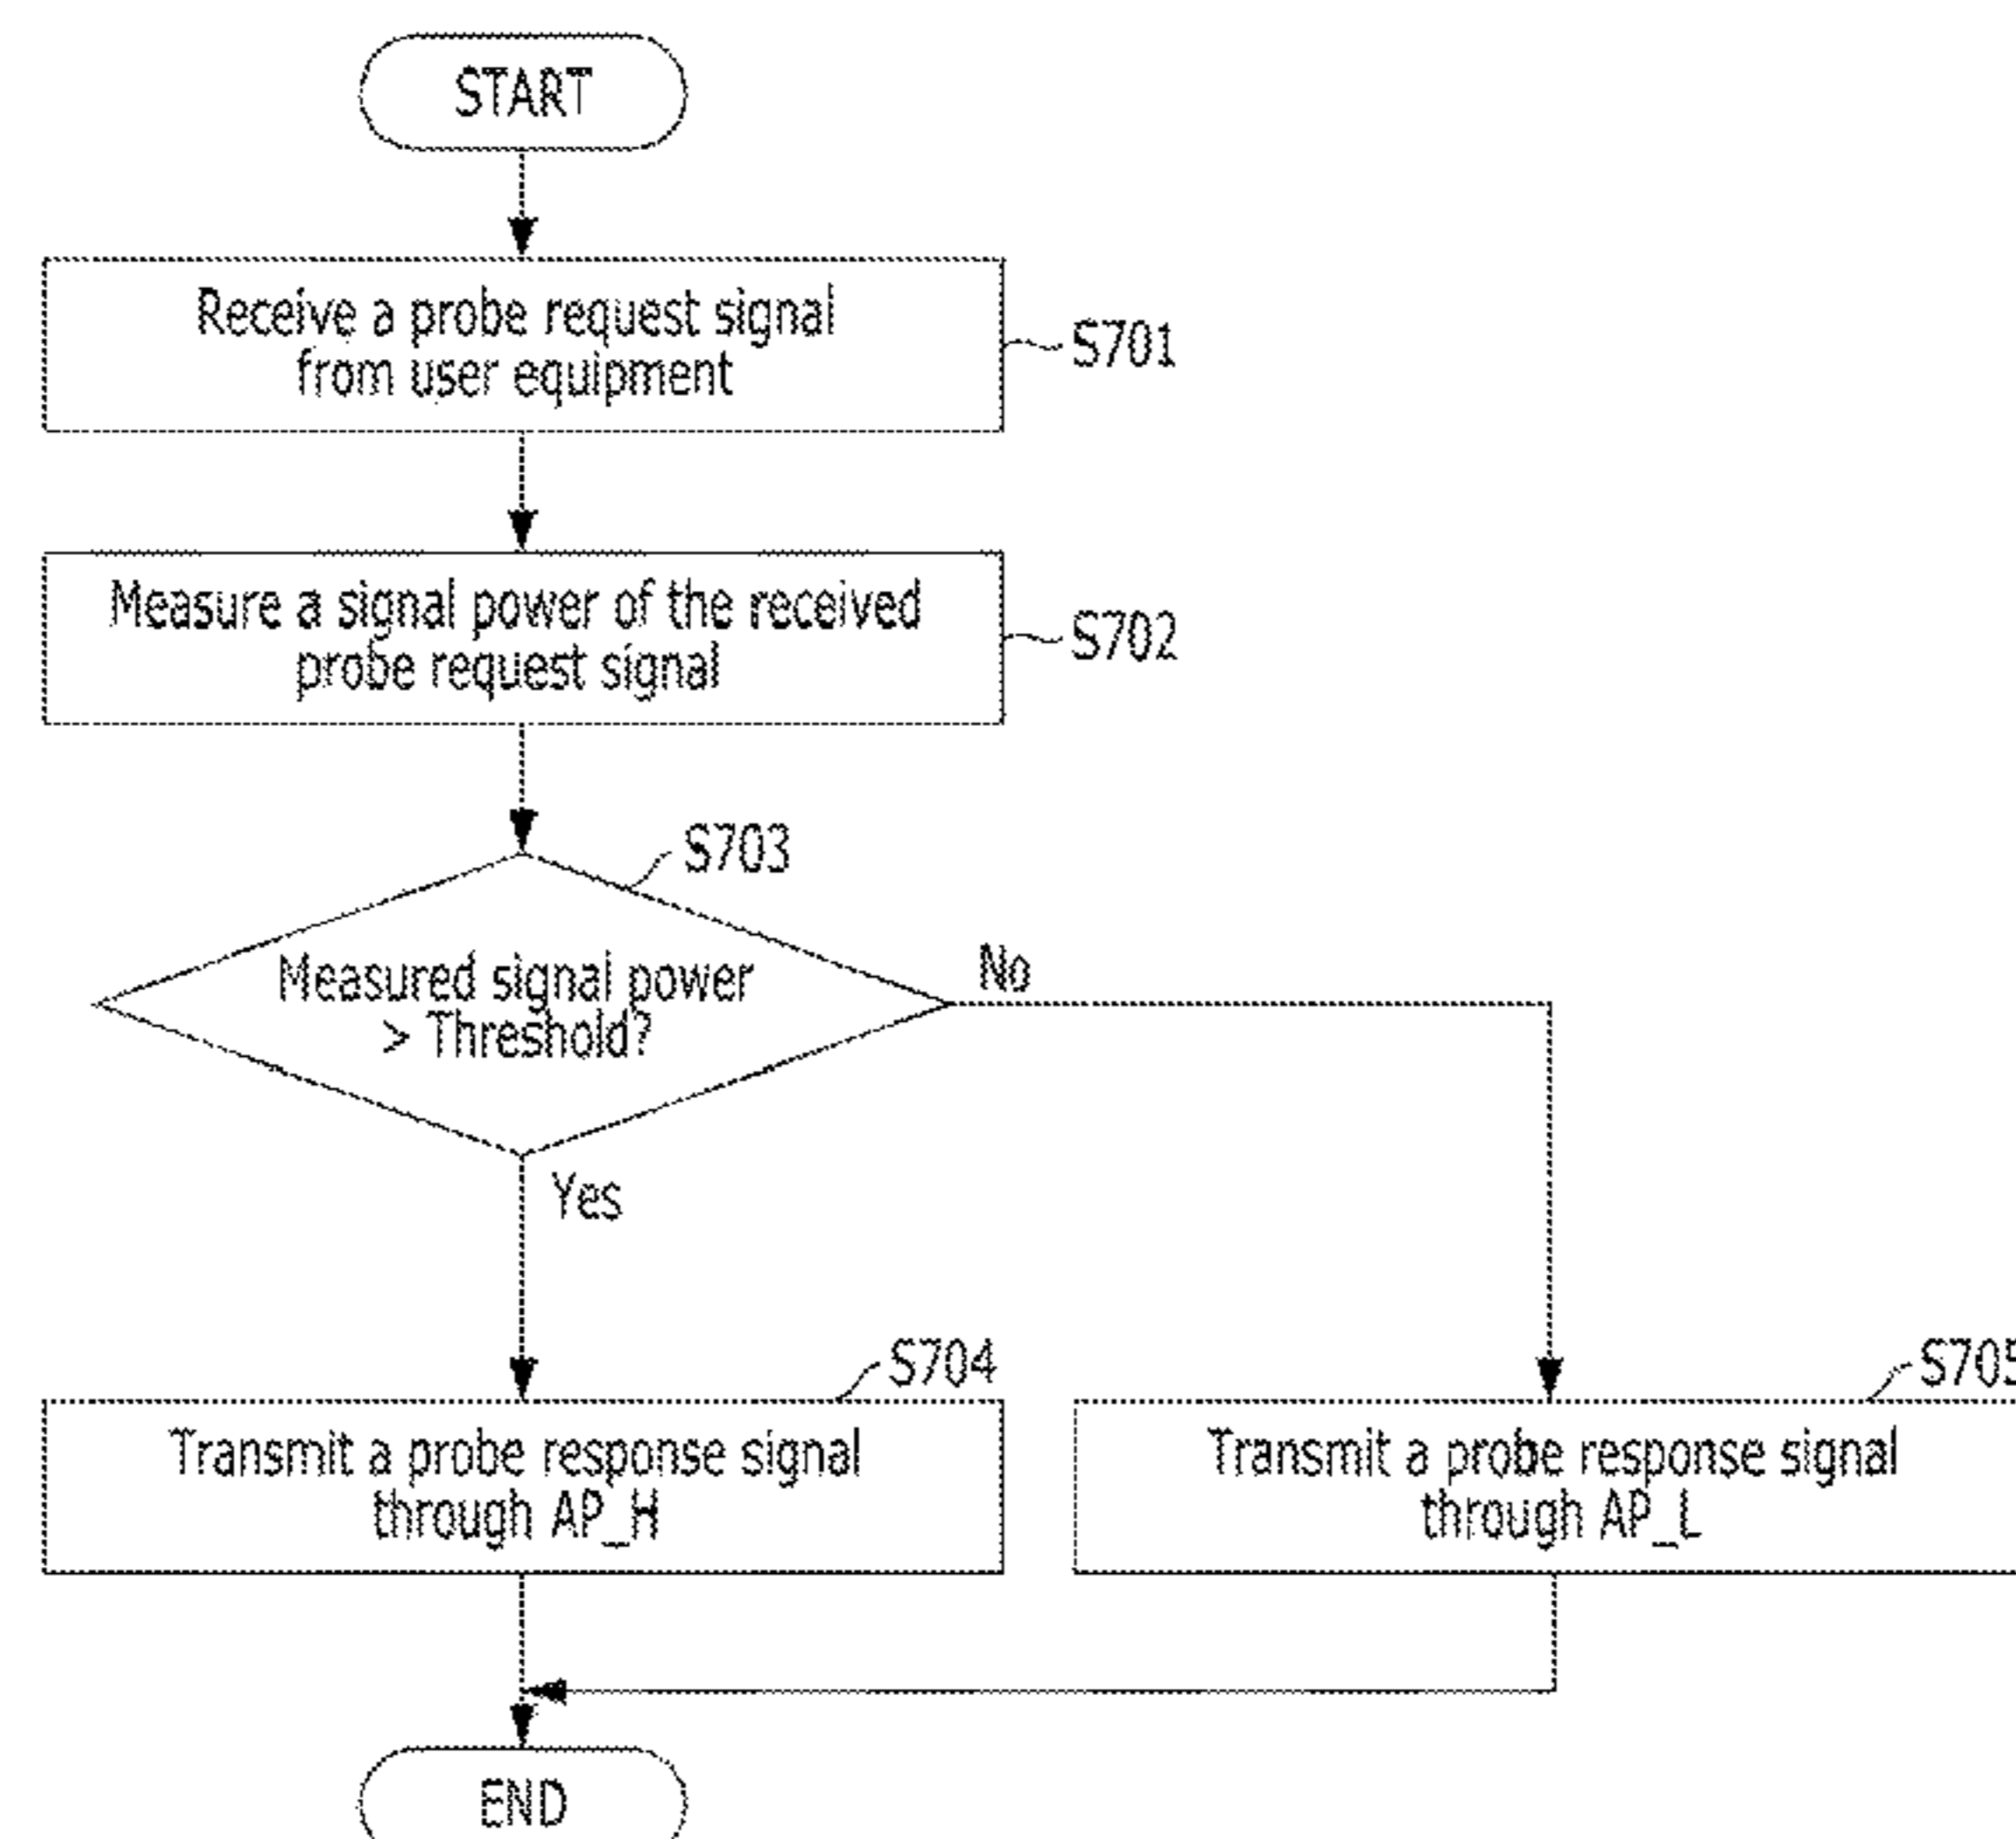 START
Receive a probe request signal
from user equipment
S701
Measure a signal power of the received
probe request signal
S702
S703
Measured signal power
> Threshold?
No
Yes
S704
Transmit a probe response signal
through AP_H
S705
Transmit a probe response signal
through AP_L
END